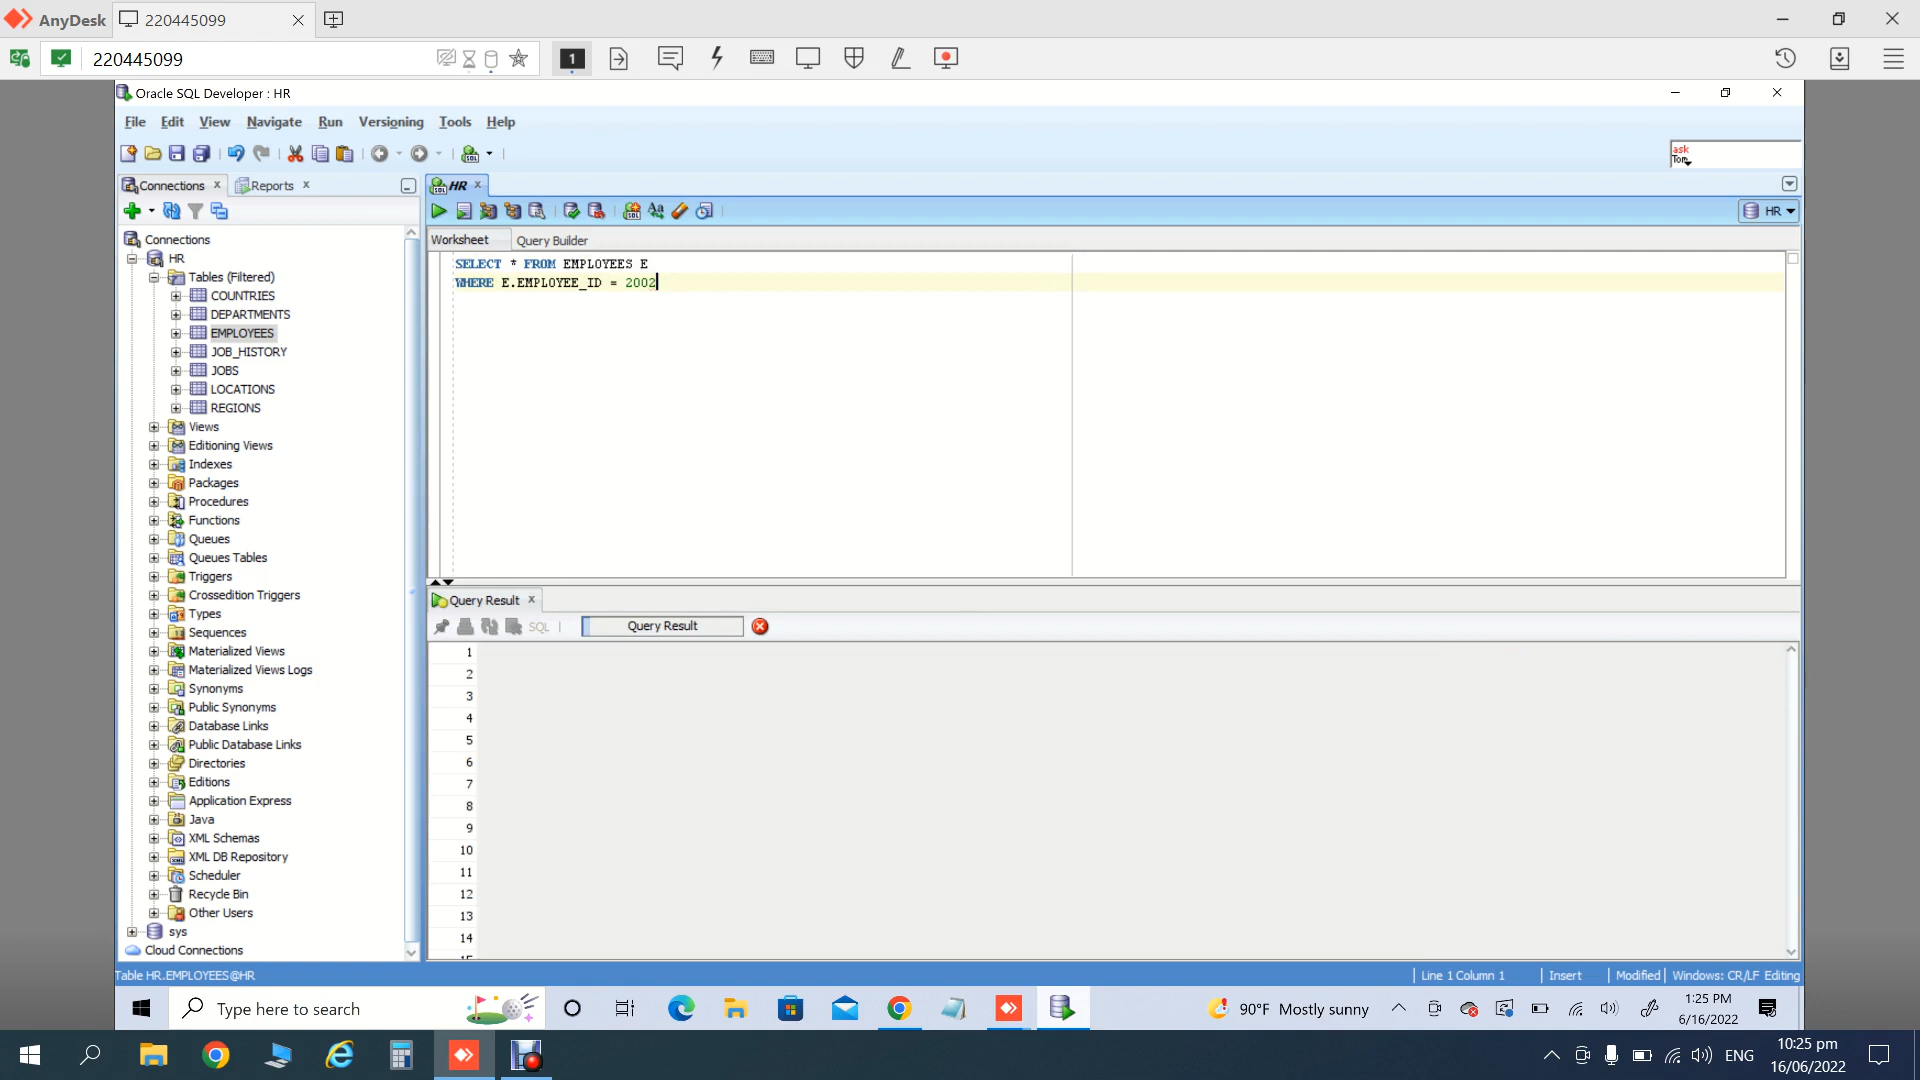 AnyDesk
220445099
220445099
1
Oracle SQL Developer : HR
File Edit View Navigate Run Versioning Tools Help
ask
Tom
Connections
Reports
HR
HR
Worksheet
Query Builder
Connections
HR
Tables (Filtered)
COUNTRIES
DEPARTMENTS
EMPLOYEES
JOB_HISTORY
JOBS
LOCATIONS
REGIONS
Views
Editioning Views
Indexes
Packages
Procedures
Functions
Queues
Queues Tables
Triggers
Crossedition Triggers
Types
Sequences
Materialized Views
Materialized Views Logs
Synonyms
Public Synonyms
Database Links
Public Database Links
Directories
Editions
Application Express
Java
XML Schemas
XML DB Repository
Scheduler
Recycle Bin
Other Users
sys
Cloud Connections
SELECT * FROM EMPLOYEES E
WHERE E.EMPLOYEE_ID = 2002
Query Result
SQL
Query Result
1
2
3
4
5
6
7
8
9
10
11
12
13
14
15
Table HR.EMPLOYEES@HR
Line 1 Column 1
Insert
Modified
Windows: CR/LF Editing
Type here to search
90°F Mostly sunny
1:25 PM
6/16/2022
ENG
10:25 pm
16/06/2022